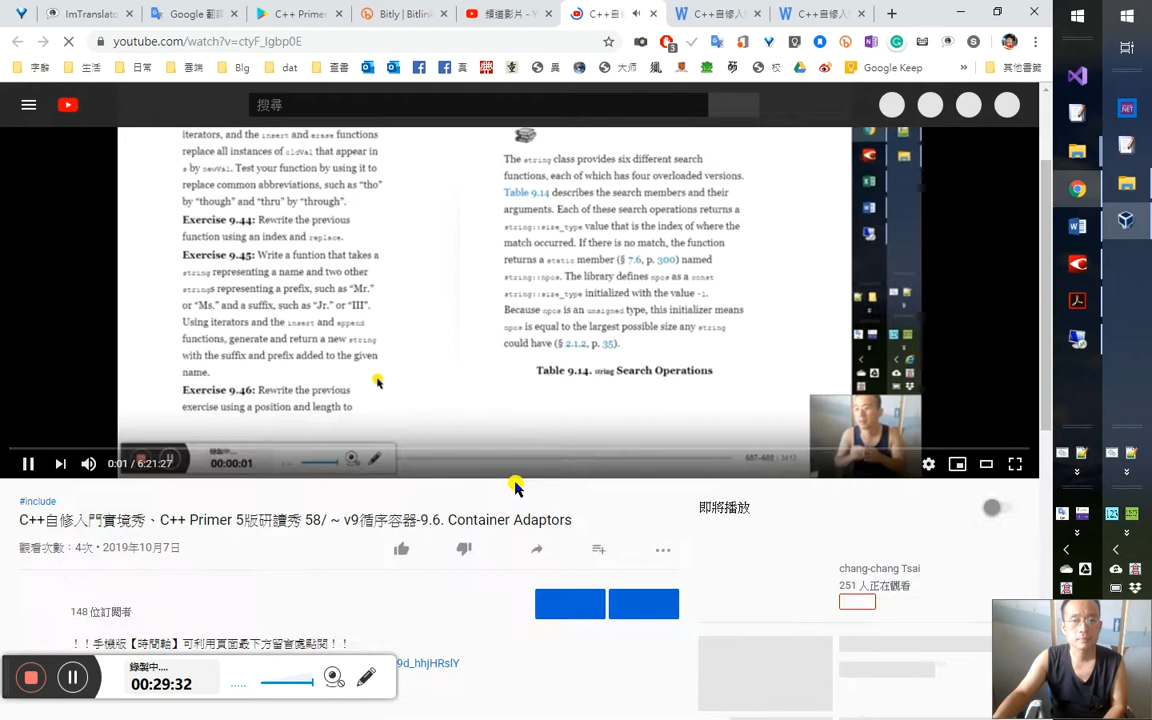 ImTranslato
Google 翻譯
C++ Primer
Bitly | Bitlink
頻道影片 - Yo
C++自
C++自修入
C++自修入
youtube.com/watch?v=ctyF_Igbp0E
字辭
生活
日常
雲端
Blg
dat
查書
真
異
大师
校
Google Keep
»
其他書籤
搜尋
iterators, and the insert and erase functions
replace all instances of oldVal that appear in
s by newVal. Test your function by using it to
replace common abbreviations, such as “tho”
by “though” and “thru” by “through”.
Exercise 9.44: Rewrite the previous
function using an index and replace.
Exercise 9.45: Write a funtion that takes a
string representing a name and two other
strings representing a prefix, such as “Mr.”
or “Ms.” and a suffix, such as “Jr.” or “III”.
Using iterators and the insert and append
functions, generate and return a new string
with the suffix and prefix added to the given
name.
Exercise 9.46: Rewrite the previous
exercise using a position and length to
The string class provides six different search
functions, each of which has four overloaded versions.
Table 9.14 describes the search members and their
arguments. Each of these search operations returns a
string::size_type value that is the index of where the
match occurred. If there is no match, the function
returns a static member (§ 7.6, p. 300) named
string::npos. The library defines npos as a const
string::size_type initialized with the value -1.
Because npos is an unsigned type, this initializer means
npos is equal to the largest possible size any string
could have (§ 2.1.2, p. 35).
Table 9.14. string Search Operations
錄製中....
00:00:01
687-688 / 3812
0:01 / 6:21:27
#include
C++自修入門實境秀、C++ Primer 5版研讀秀 58/ ~ v9循序容器-9.6. Container Adaptors
觀看次數：4次 • 2019年10月7日
即將播放
chang-chang Tsai
251 人正在觀看
148 位訂閱者
！！手機版【時間軸】可利用頁面最下方留言處點閱！！
9d_hhjHRslY
錄製中....
00:29:32